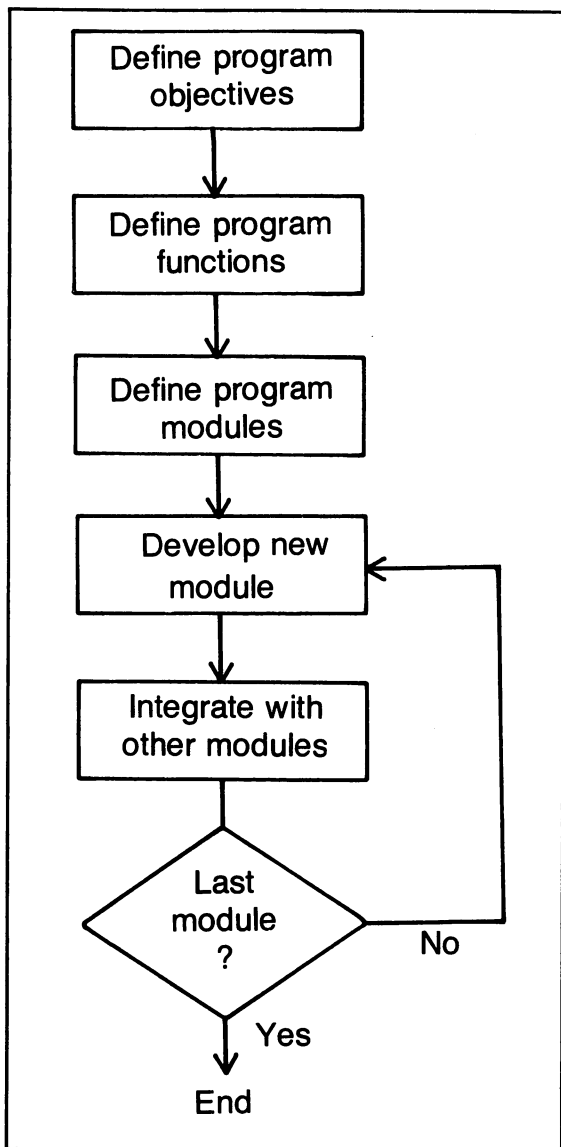 Define program
objectives
Define program
functions
Define program
modules
Develop new
module
Integrate with
other modules
Last
module
?
No
Yes
End